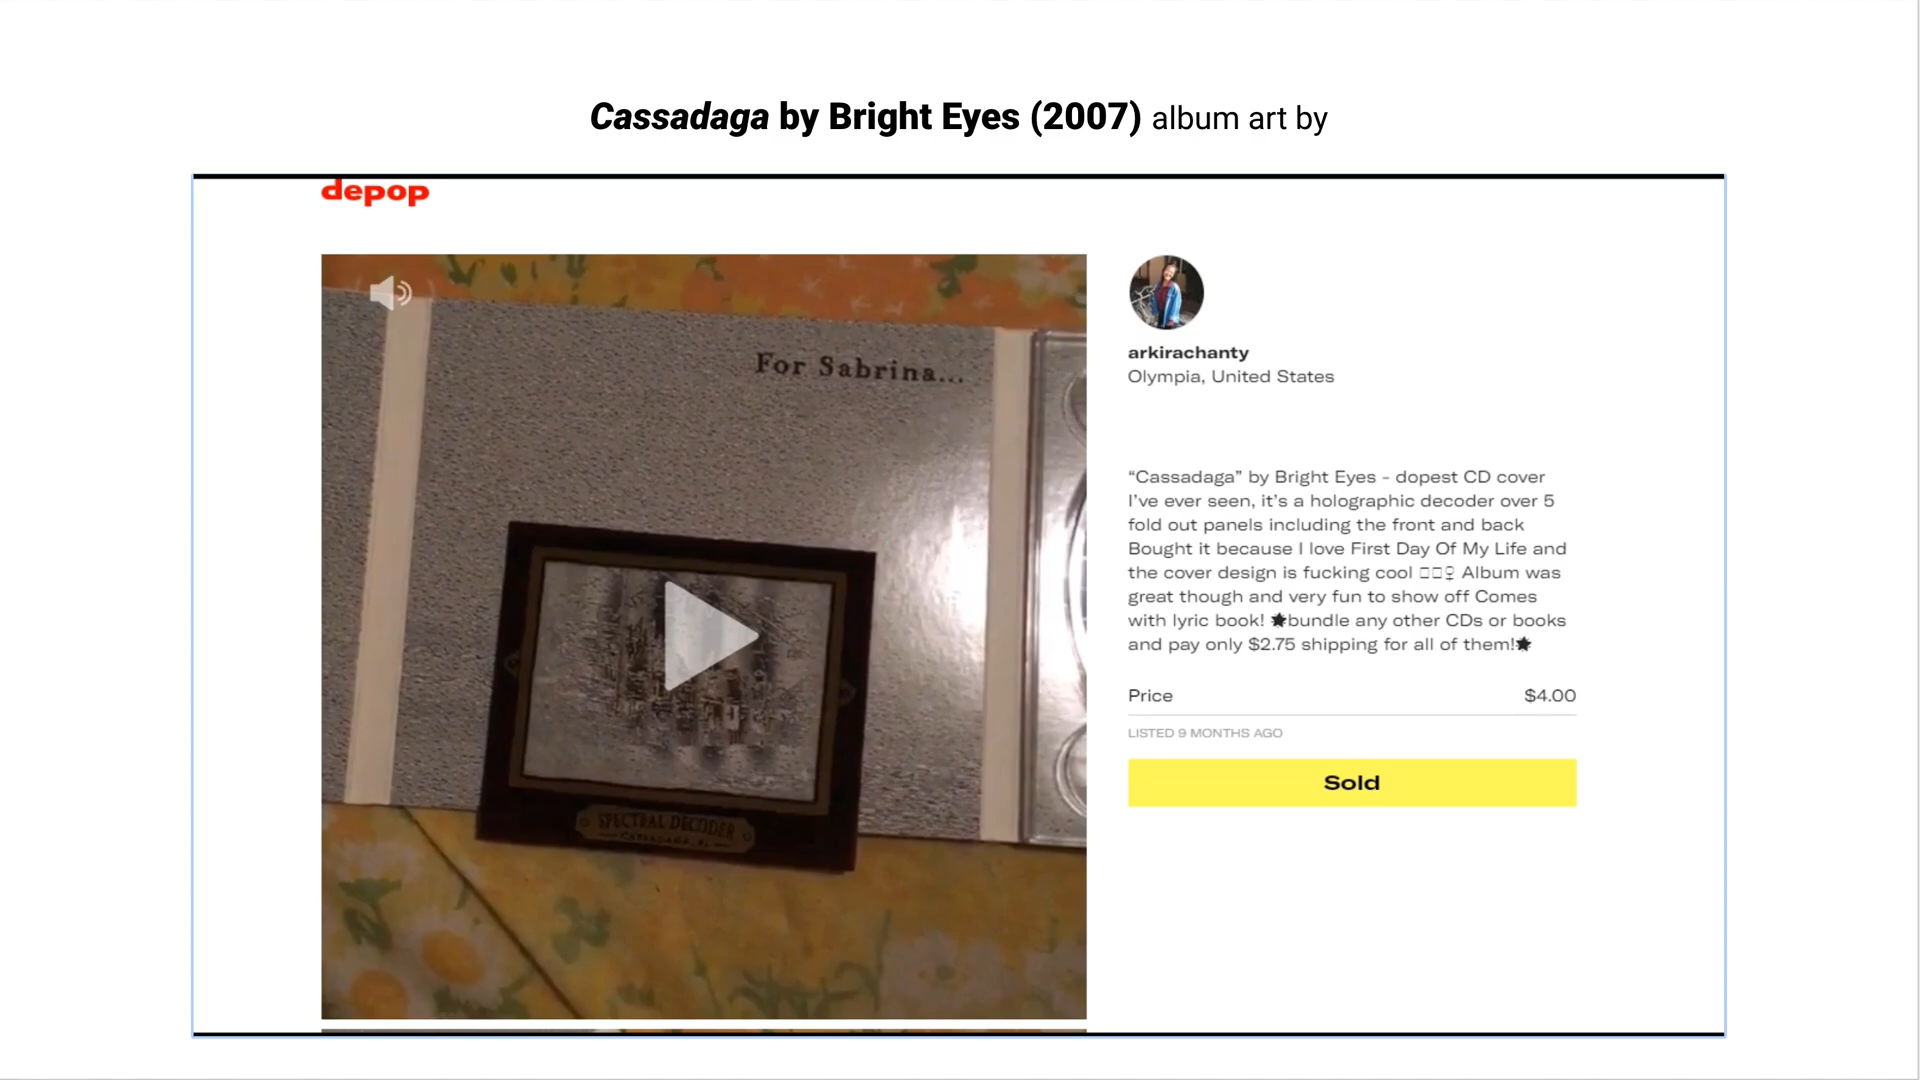 Cassadaga by Bright Eyes (2007) album art by
depop
For Sabrina...
SPECTRAL DECODER
CASSADAGA, FL
arkirachanty
Olympia, United States
“Cassadaga” by Bright Eyes - dopest CD cover
I’ve ever seen, it’s a holographic decoder over 5
fold out panels including the front and back
Bought it because I love First Day Of My Life and
the cover design is fucking cool □□♀ Album was
great though and very fun to show off Comes
with lyric book! ★bundle any other CDs or books
and pay only $2.75 shipping for all of them!★
Price $4.00
LISTED 9 MONTHS AGO
Sold